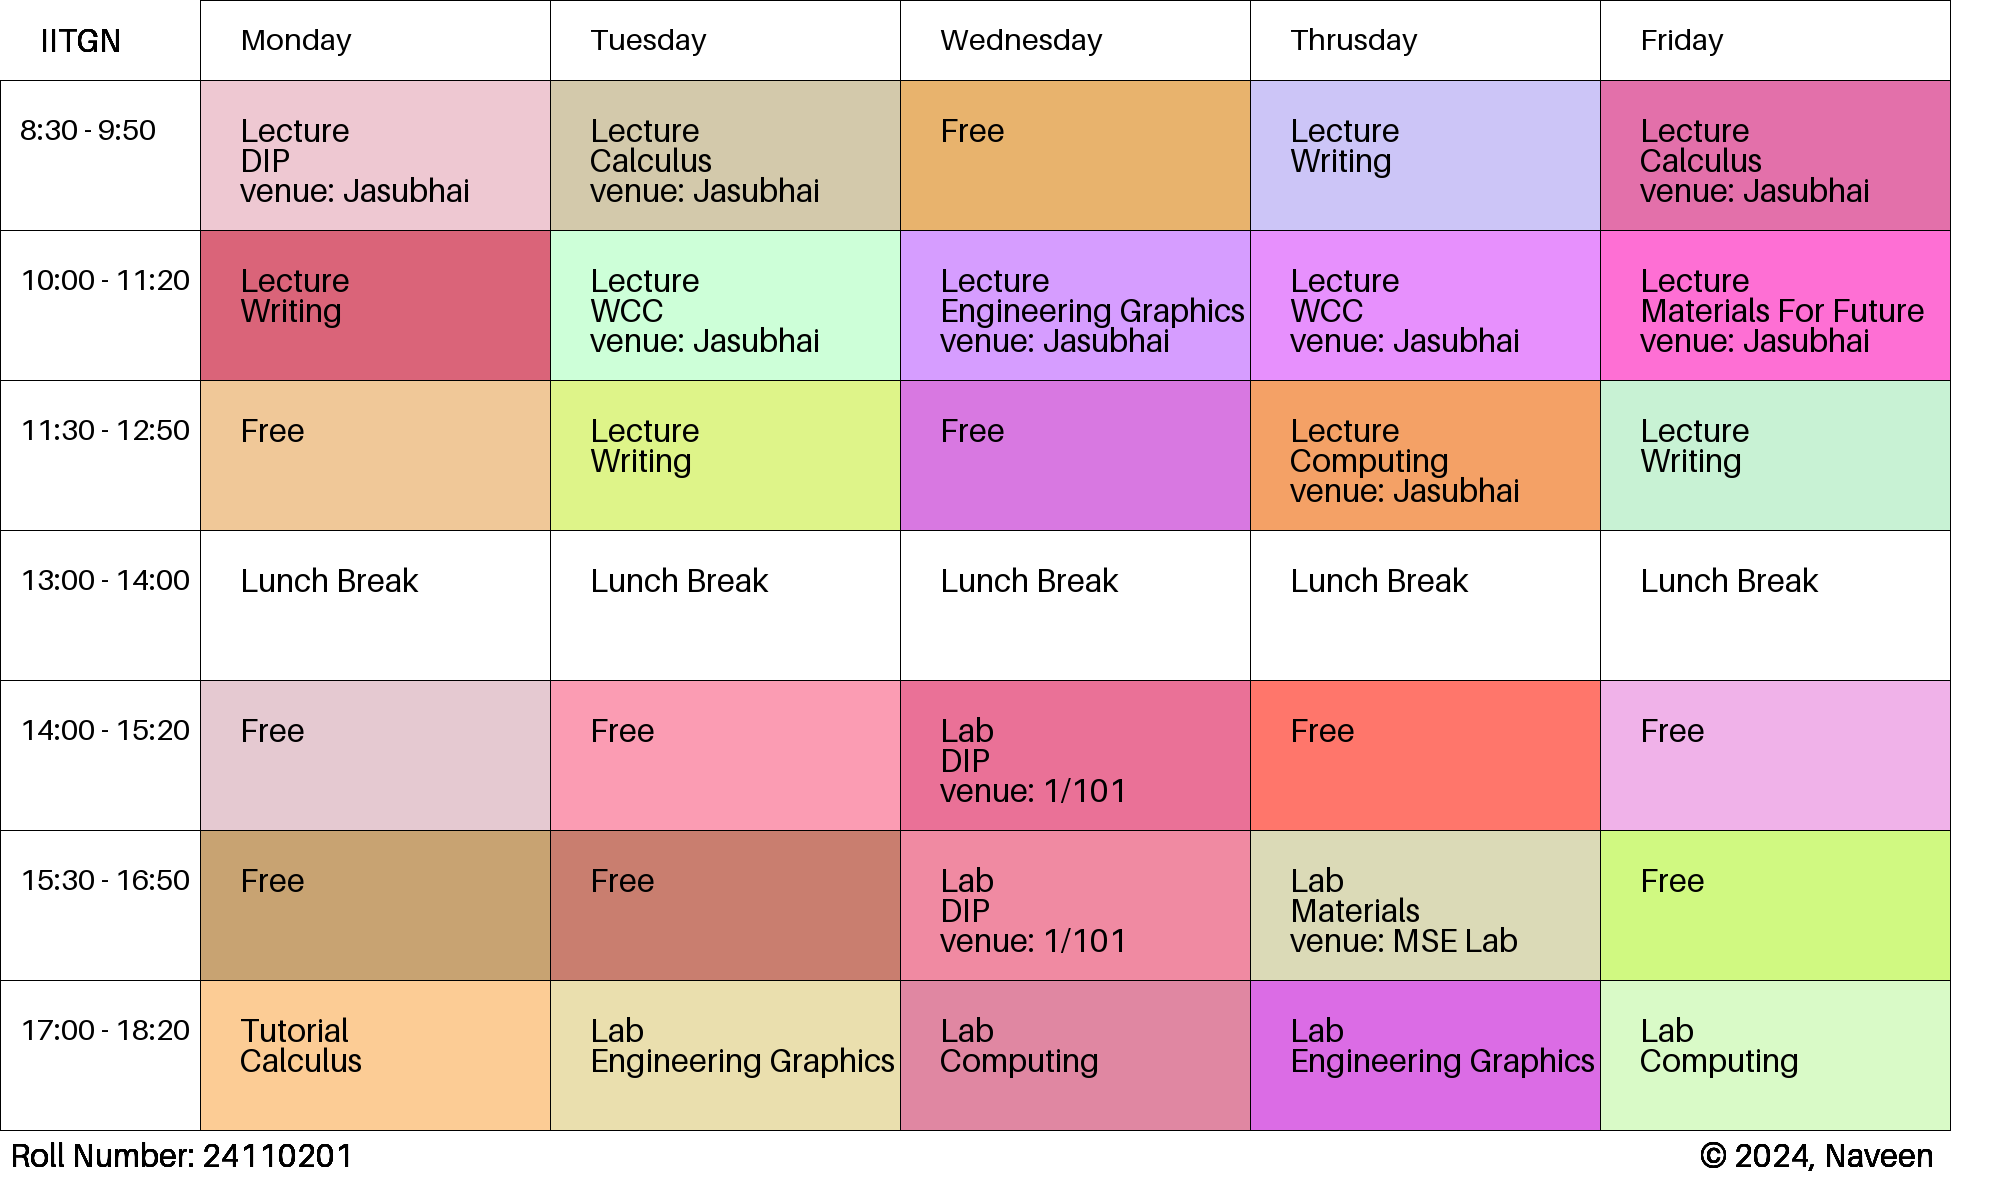 IITGN Monday Tuesday Wednesday Thrusday Friday
8:30 - 9:50
Lecture
DIP
venue: Jasubhai
Lecture
Calculus
venue: Jasubhai
Free
Lecture
Writing
Lecture
Calculus
venue: Jasubhai
10:00 - 11:20
Lecture
Writing
Lecture
WCC
venue: Jasubhai
Lecture
Engineering Graphics
venue: Jasubhai
Lecture
WCC
venue: Jasubhai
Lecture
Materials For Future
venue: Jasubhai
11:30 - 12:50
Free
Lecture
Writing
Free
Lecture
Computing
venue: Jasubhai
Lecture
Writing
13:00 - 14:00
Lunch Break
Lunch Break
Lunch Break
Lunch Break
Lunch Break
14:00 - 15:20
Free
Free
Lab
DIP
venue: 1/101
Free
Free
15:30 - 16:50
Free
Free
Lab
DIP
venue: 1/101
Lab
Materials
venue: MSE Lab
Free
17:00 - 18:20
Tutorial
Calculus
Lab
Engineering Graphics
Lab
Computing
Lab
Engineering Graphics
Lab
Computing
Roll Number: 24110201
© 2024, Naveen